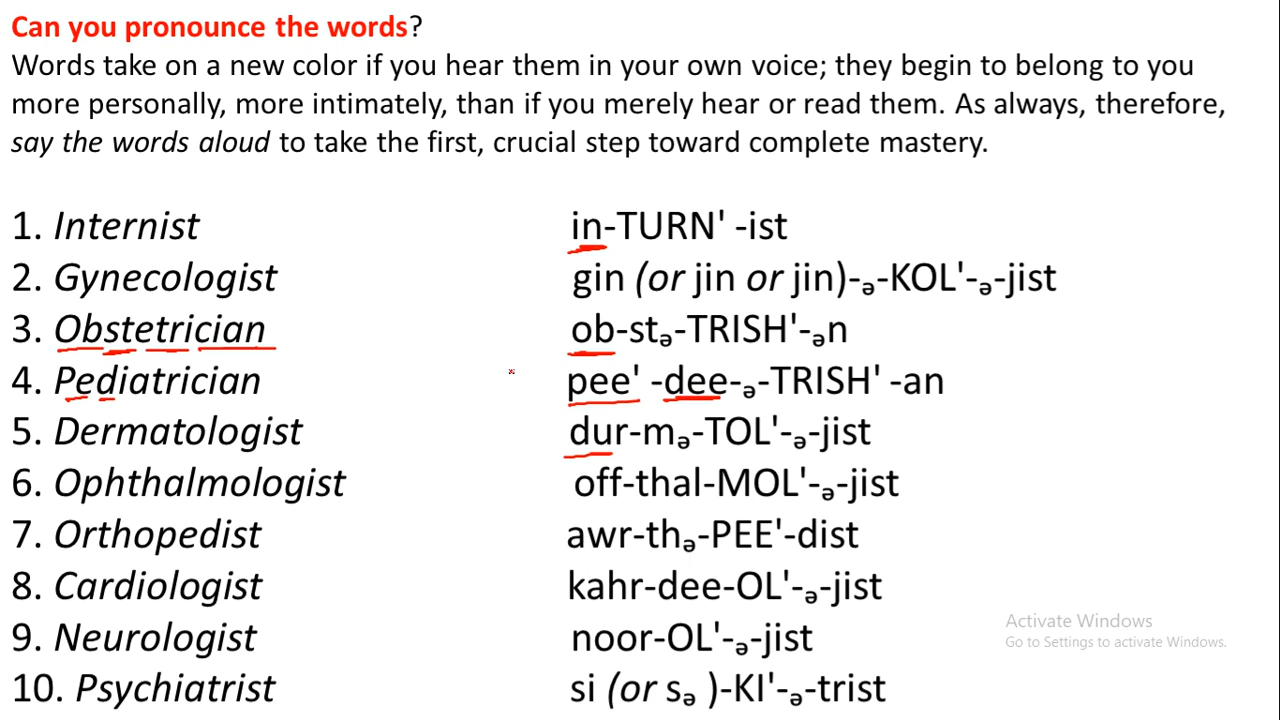 Can you pronounce the words?
Words take on a new color if you hear them in your own voice; they begin to belong to you
more personally, more intimately, than if you merely hear or read them. As always, therefore,
say the words aloud to take the first, crucial step toward complete mastery.
1. Internist in-TURN' -ist
2. Gynecologist gin (or jin or jin)-ə-KOL'-ə-jist
3. Obstetrician ob-stə-TRISH'-ən
4. Pediatrician pee' -dee-ə-TRISH' -an
5. Dermatologist dur-mə-TOL'-ə-jist
6. Ophthalmologist off-thal-MOL'-ə-jist
7. Orthopedist awr-thə-PEE'-dist
8. Cardiologist kahr-dee-OL'-ə-jist
9. Neurologist noor-OL'-ə-jist
10. Psychiatrist si (or sə )-KI'-ə-trist
Activate Windows
Go to Settings to activate Windows.